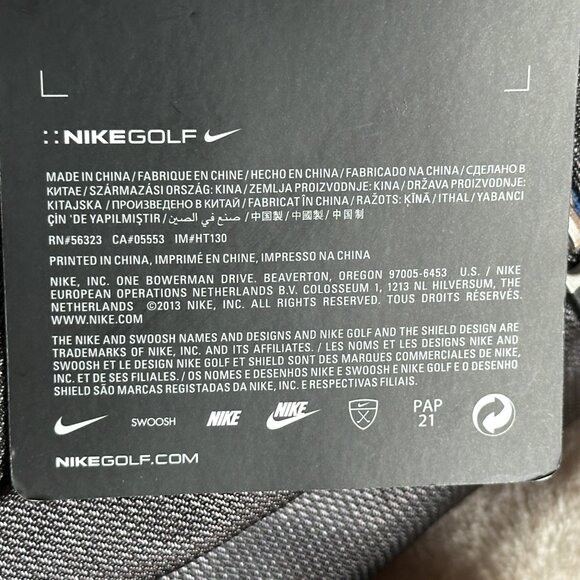 NIKEGOLF
MADE IN CHINA / FABRIQUE EN CHINE / HECHO EN CHINA / FABRICADO NA CHINA / СДЕЛАНО В
КИТАЕ / SZÁRMAZÁSI ORSZÁG: KINA / ZEMLJA PROIZVODNJE: KINA / DRŽAVA PROIZVODNJE:
KITAJSKA / ПРОИЗВЕДЕНО В КИТАЙ / FABRICAT ÎN CHINA / RAŽOTS: ĶĪNĀ / ITHAL / YABANCI
ÇİN 'DE YAPILMIŞTIR / صنع في الصين / 中国製 / 中國製 / 中国制
RN#56323 CA#05553 IM#HT130
PRINTED IN CHINA, IMPRIMÉ EN CHINE, IMPRESSO NA CHINA
NIKE, INC. ONE BOWERMAN DRIVE. BEAVERTON, OREGON 97005-6453 U.S. / NIKE
EUROPEAN OPERATIONS NETHERLANDS B.V. COLOSSEUM 1, 1213 NL HILVERSUM, THE
NETHERLANDS ©2013 NIKE, INC. ALL RIGHTS RESERVED. TOUS DROITS RÉSERVÉS.
WWW.NIKE.COM
THE NIKE AND SWOOSH NAMES AND DESIGNS AND NIKE GOLF AND THE SHIELD DESIGN ARE
TRADEMARKS OF NIKE, INC. AND ITS AFFILIATES. / LES NOMS ET LES DESSINS NIKE ET
SWOOSH ET LE DESIGN NIKE GOLF ET SHIELD SONT DES MARQUES COMMERCIALES DE NIKE, INC.
ET DE SES FILIALES./ OS NOMES E DESENHOS NIKE E SWOOSH E NIKE GOLF E O DESENHO
SHIELD SÃO MARCAS REGISTADAS DA NIKE, INC. E RESPECTIVAS FILIAIS.
SWOOSH NIKE NIKE PAP
21
NIKEGOLF.COM